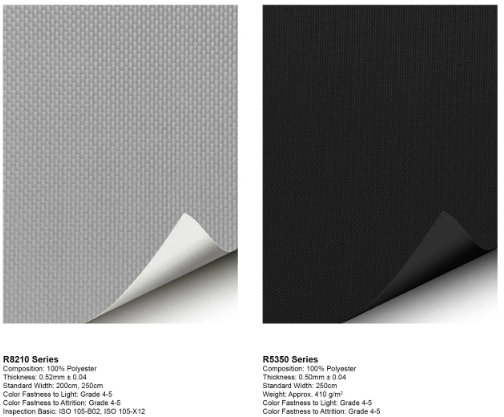 R8210 Series
Composition: 100% Polyester
Thickness: 0.52mm ± 0.04
Standard Width: 200cm, 250cm
Color Fastness to Light: Grade 4-5
Color Fastness to Attrition: Grade 4-5
Inspection Basic: ISO 105-B02, ISO 105-X12
R5350 Series
Composition: 100% Polyester
Thickness: 0.50mm ± 0.04
Standard Width: 250cm
Weight: Approx. 410 g/m²
Color Fastness to Light: Grade 4-5
Color Fastness to Attrition: Grade 4-5